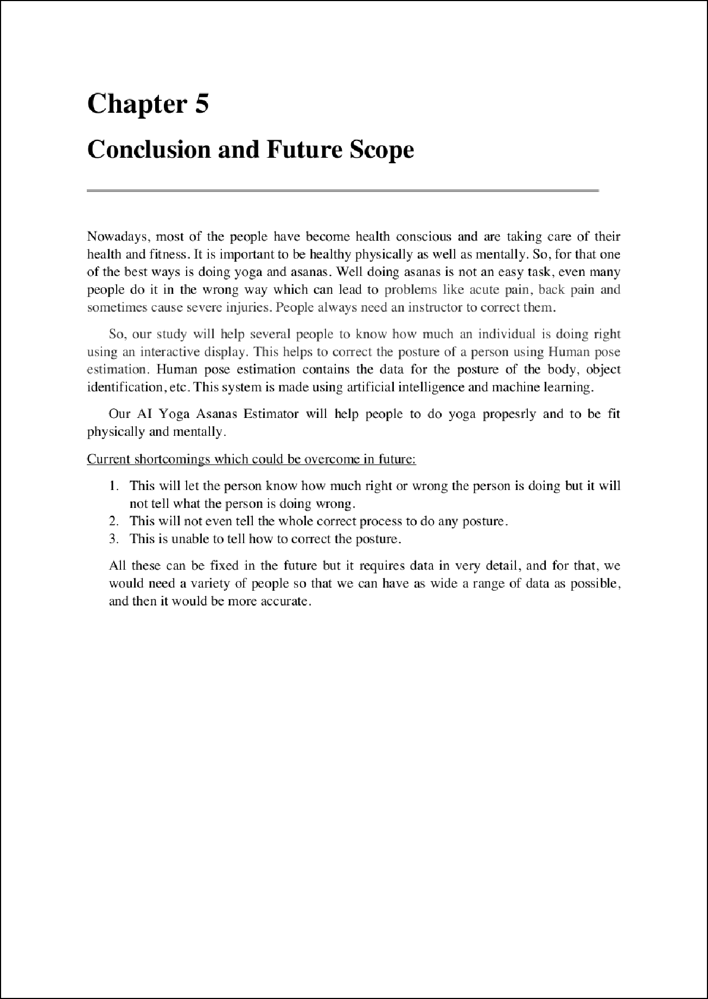 Chapter 5
Conclusion and Future Scope
Nowadays, most of the people have become health conscious and are taking care of their
health and fitness. It is important to be healthy physically as well as mentally. So, for that one
of the best ways is doing yoga and asanas. Well doing asanas is not an easy task, even many
people do it in the wrong way which can lead to problems like acute pain, back pain and
sometimes cause severe injuries. People always need an instructor to correct them.
So, our study will help several people to know how much an individual is doing right
using an interactive display. This helps to correct the posture of a person using Human pose
estimation. Human pose estimation contains the data for the posture of the body, object
identification, etc. This system is made using artificial intelligence and machine learning.
Our AI Yoga Asanas Estimator will help people to do yoga propesrly and to be fit
physically and mentally.
Current shortcomings which could be overcome in future:
1. This will let the person know how much right or wrong the person is doing but it will
not tell what the person is doing wrong.
2. This will not even tell the whole correct process to do any posture.
3. This is unable to tell how to correct the posture.
All these can be fixed in the future but it requires data in very detail, and for that, we
would need a variety of people so that we can have as wide a range of data as possible,
and then it would be more accurate.